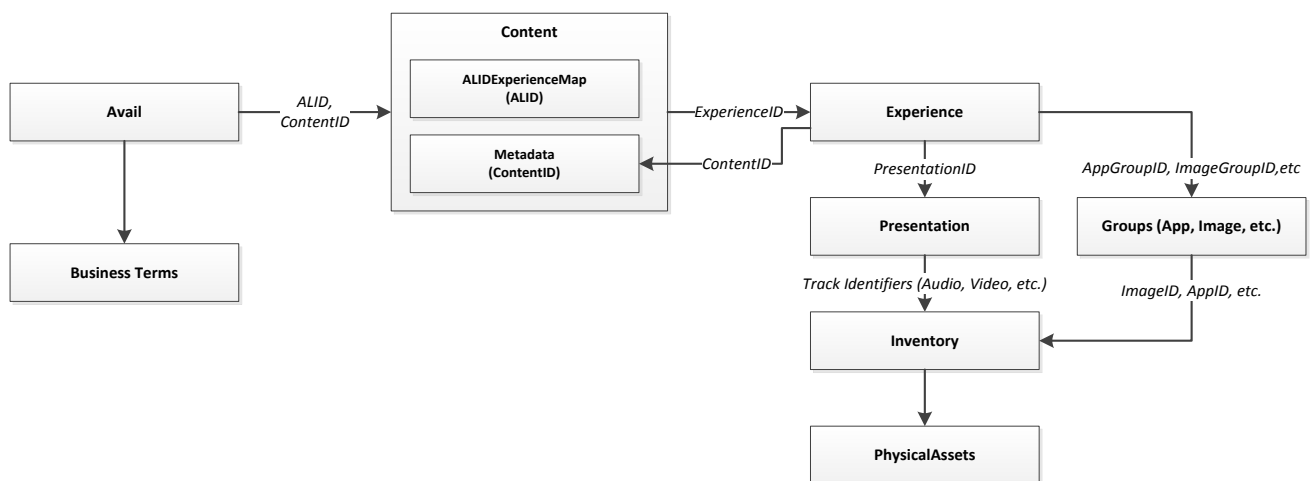 Content
ALIDExperienceMap
(ALID)
Avail
ALID,
ContentID
ExperienceID
Experience
Metadata
(ContentID)
ContentID
PresentationID
AppGroupID, ImageGroupID,etc
Presentation
Groups (App, Image, etc.)
Business Terms
Track Identifiers (Audio, Video, etc.)
ImageID, AppID, etc.
Inventory
PhysicalAssets